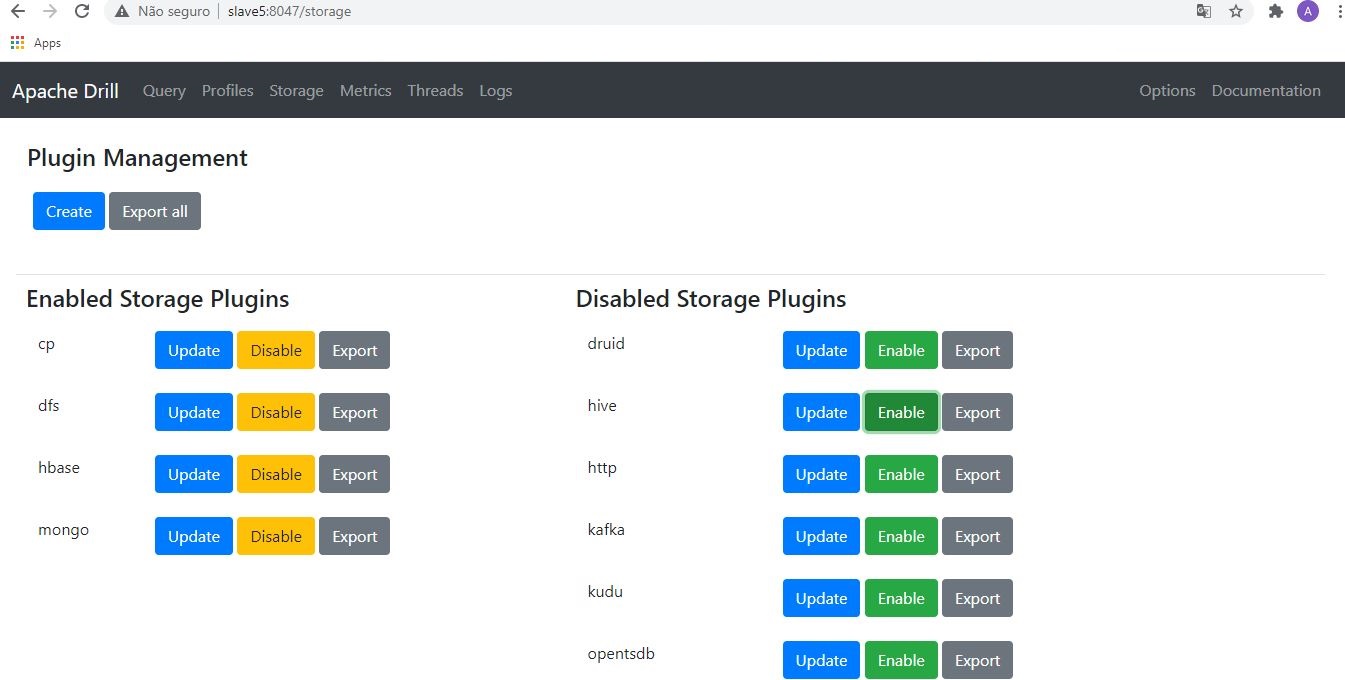 Não seguro slave5:8047/storage A
Apps
Apache Drill Query Profiles Storage Metrics Threads Logs Options Documentation
Plugin Management
Create Export all
Enabled Storage Plugins Disabled Storage Plugins
cp Update Disable Export druid Update Enable Export
dfs Update Disable Export hive Update Enable Export
hbase Update Disable Export http Update Enable Export
mongo Update Disable Export kafka Update Enable Export
kudu Update Enable Export
opentsdb Update Enable Export